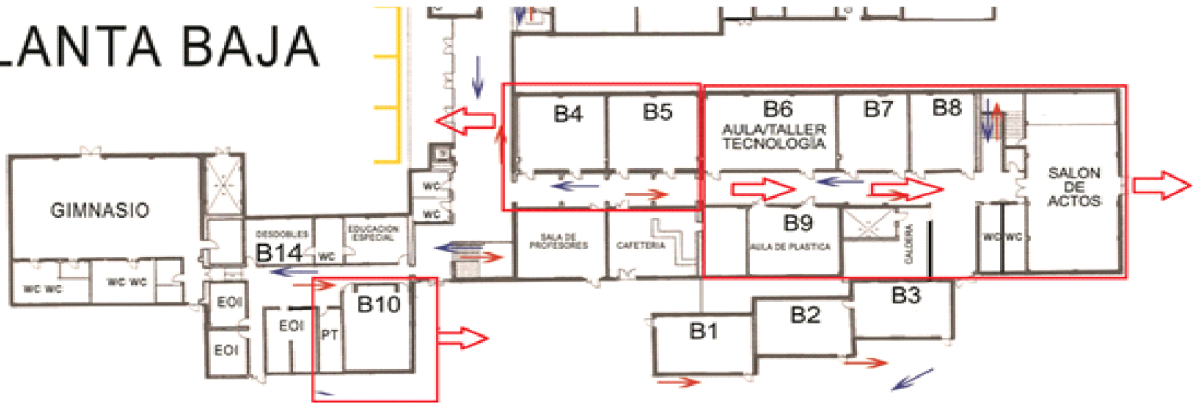 LANTA BAJA
B4
B5
B6
AULA/TALLER
TECNOLOGÍA
B7
B8
SALON
DE
ACTOS
GIMNASIO
WC
WC
DESDOBLES
B14
WC
EDUCACION
ESPECIAL
SALA DE
PROFESORES
CAFETERIA
B9
AULA DE PLASTICA
CALDERA
WC WC
WC WC
WC WC
EOI
EOI
EOI
PT
B10
B1
B2
B3